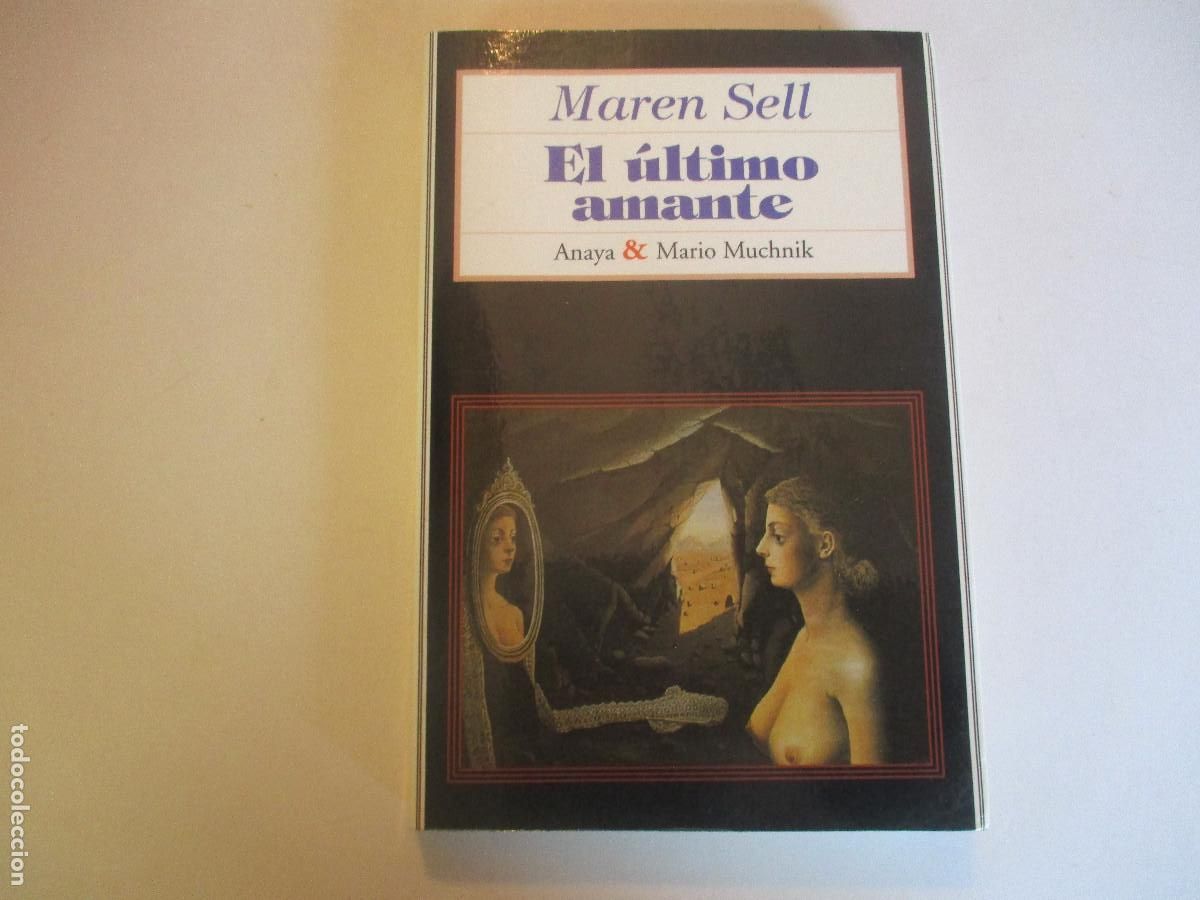 Maren Sell
El último
amante
Anaya & Mario Muchnik
todocoleccion